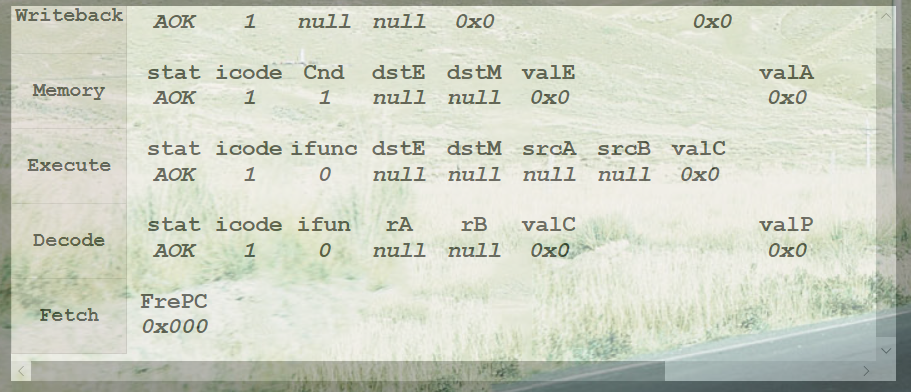 Writeback
AOK 1 null null 0x0 0x0
stat icode Cnd dstE dstM valE valA
Memory
AOK 1 1 null null 0x0 0x0
stat icode ifunc dstE dstM srcA srcB valC
Execute
AOK 1 0 null null null null 0x0
stat icode ifun rA rB valC valP
Decode
AOK 1 0 null null 0x0 0x0
FrePC
Fetch
0x000